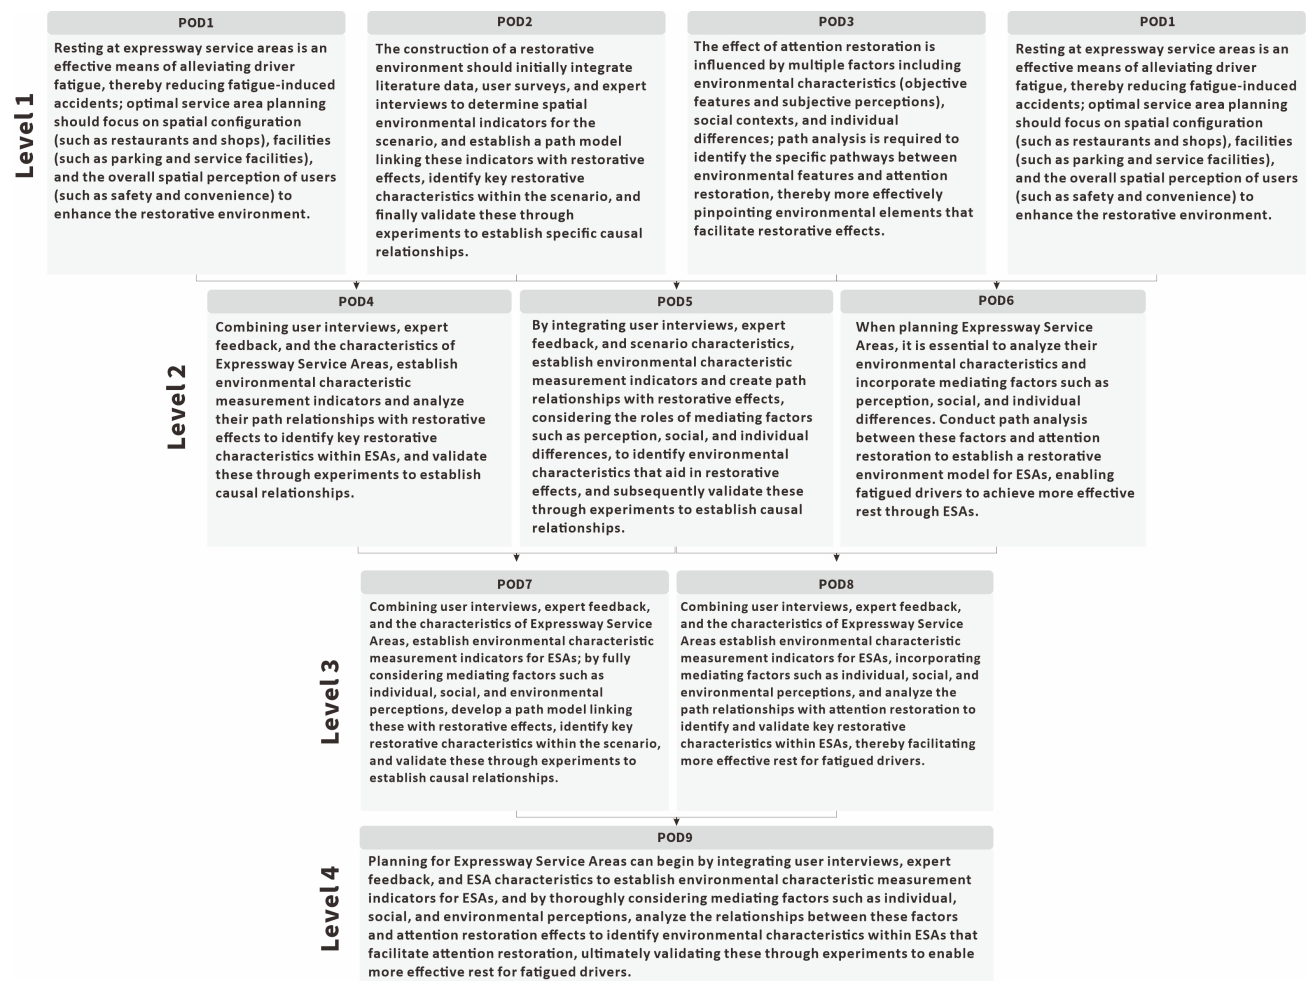 Level 1
POD1
Resting at expressway service areas is an
effective means of alleviating driver
fatigue, thereby reducing fatigue-induced
accidents; optimal service area planning
should focus on spatial configuration
(such as restaurants and shops), facilities
(such as parking and service facilities),
and the overall spatial perception of users
(such as safety and convenience) to
enhance the restorative environment.
POD2
The construction of a restorative
environment should initially integrate
literature data, user surveys, and expert
interviews to determine spatial
environmental indicators for the
scenario, and establish a path model
linking these indicators with restorative
effects, identify key restorative
characteristics within the scenario, and
finally validate these through
experiments to establish specific causal
relationships.
POD3
The effect of attention restoration is
influenced by multiple factors including
environmental characteristics (objective
features and subjective perceptions),
social contexts, and individual
differences; path analysis is required to
identify the specific pathways between
environmental features and attention
restoration, thereby more effectively
pinpointing environmental elements that
facilitate restorative effects.
POD1
Resting at expressway service areas is an
effective means of alleviating driver
fatigue, thereby reducing fatigue-induced
accidents; optimal service area planning
should focus on spatial configuration
(such as restaurants and shops), facilities
(such as parking and service facilities),
and the overall spatial perception of users
(such as safety and convenience) to
enhance the restorative environment.
Level 2
POD4
Combining user interviews, expert
feedback, and the characteristics of
Expressway Service Areas, establish
environmental characteristic
measurement indicators and analyze
their path relationships with restorative
effects to identify key restorative
characteristics within ESAs, and validate
these through experiments to establish
causal relationships.
POD5
By integrating user interviews, expert
feedback, and scenario characteristics,
establish environmental characteristic
measurement indicators and create path
relationships with restorative effects,
considering the roles of mediating factors
such as perception, social, and individual
differences, to identify environmental
characteristics that aid in restorative
effects, and subsequently validate these
through experiments to establish causal
relationships.
POD6
When planning Expressway Service
Areas, it is essential to analyze their
environmental characteristics and
incorporate mediating factors such as
perception, social, and individual
differences. Conduct path analysis
between these factors and attention
restoration to establish a restorative
environment model for ESAs, enabling
fatigued drivers to achieve more effective
rest through ESAs.
Level 3
POD7
Combining user interviews, expert feedback,
and the characteristics of Expressway Service
Areas, establish environmental characteristic
measurement indicators for ESAs; by fully
considering mediating factors such as
individual, social, and environmental
perceptions, develop a path model linking
these with restorative effects, identify key
restorative characteristics within the scenario,
and validate these through experiments to
establish causal relationships.
POD8
Combining user interviews, expert feedback,
and the characteristics of Expressway Service
Areas establish environmental characteristic
measurement indicators for ESAs, incorporating
mediating factors such as individual, social, and
environmental perceptions, and analyze the
path relationships with attention restoration to
identify and validate key restorative
characteristics within ESAs, thereby facilitating
more effective rest for fatigued drivers.
Level 4
POD9
Planning for Expressway Service Areas can begin by integrating user interviews, expert
feedback, and ESA characteristics to establish environmental characteristic measurement
indicators for ESAs, and by thoroughly considering mediating factors such as individual,
social, and environmental perceptions, analyze the relationships between these factors
and attention restoration effects to identify environmental characteristics within ESAs that
facilitate attention restoration, ultimately validating these through experiments to enable
more effective rest for fatigued drivers.